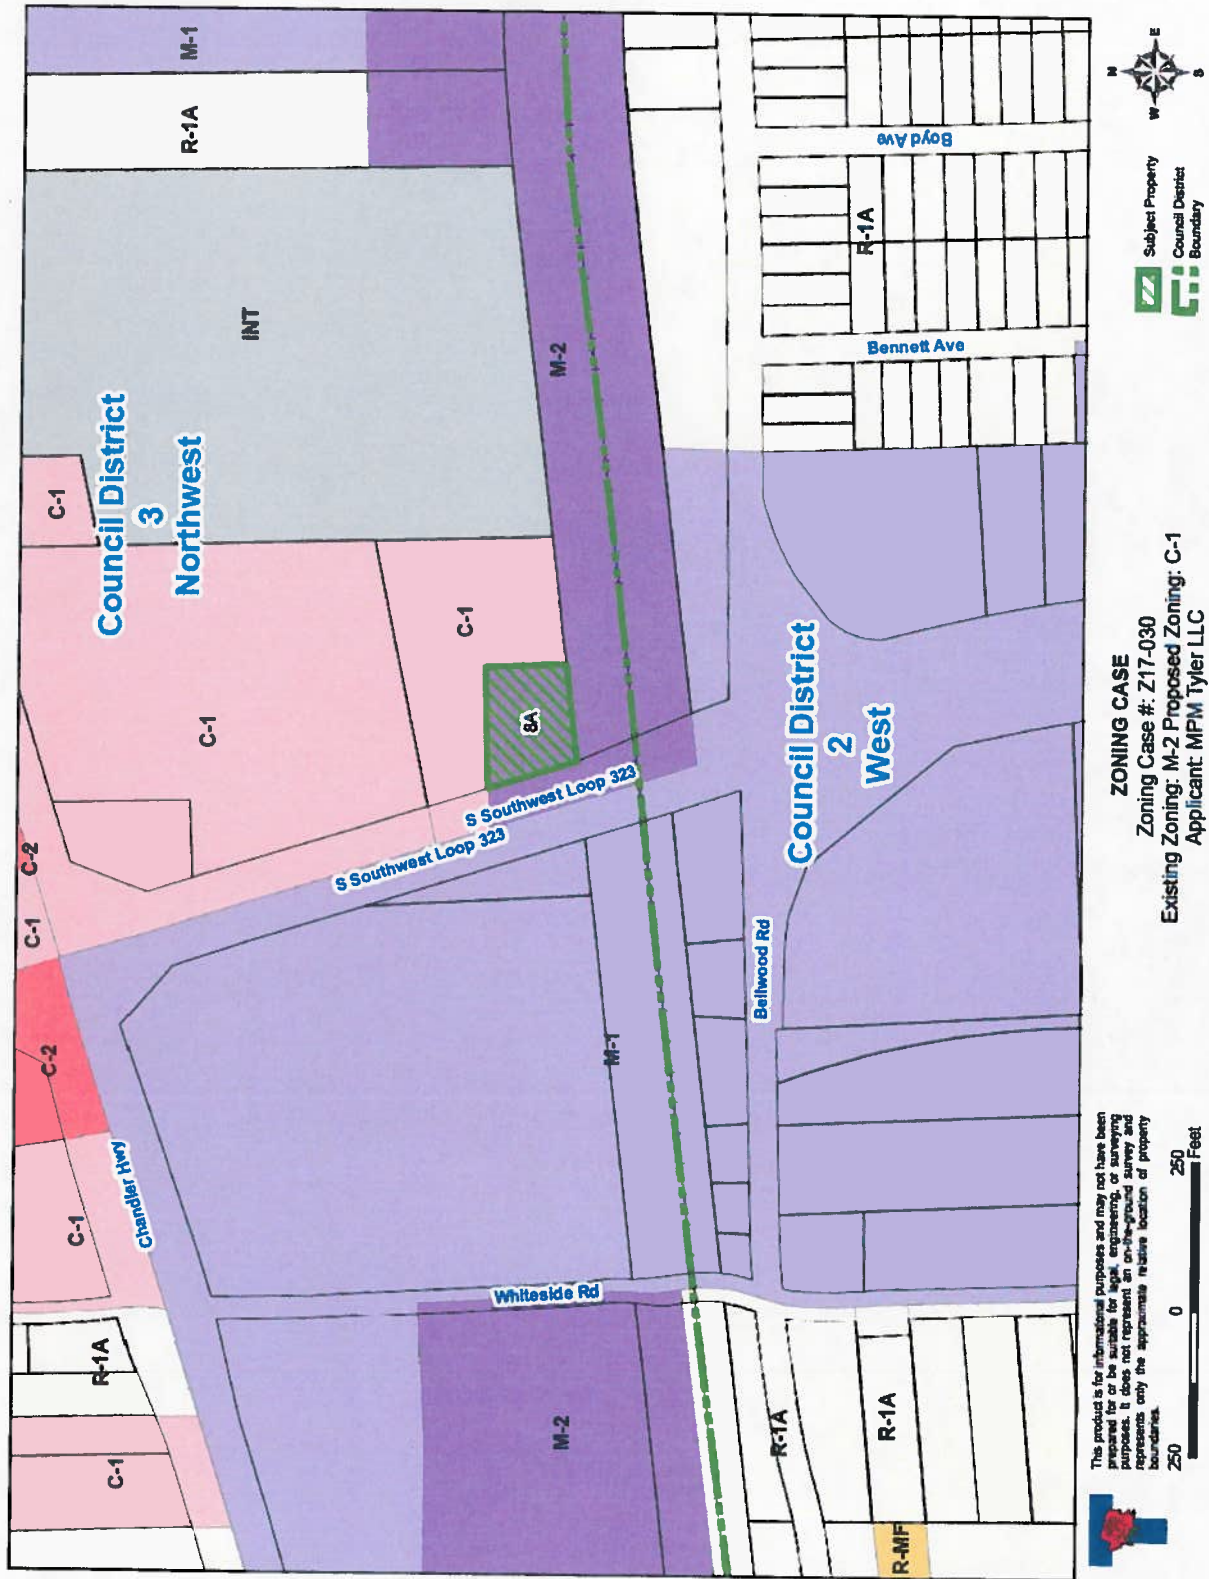 C-1
R-1A
C-1
C-2
C-1
C-2
C-1
C-1
C-1
Council District
3
Northwest
INT
R-1A
M-1
Chandler Hwy
S Southwest Loop 323
S Southwest Loop 323
8A
C-1
M-2
Whiteside Rd
M-1
M-2
R-1A
R-1A
R-MF
Bellwood Rd
Council District
2
West
Bennett Ave
R-1A
Boyd Ave
This product is for informational purposes and may not have been
prepared for or be suitable for legal, engineering, or surveying
purposes. It does not represent an on-the-ground survey and
represents only the approximate relative location of property
boundaries.
250
0
250
Feet
ZONING CASE
Zoning Case #: Z17-030
Existing Zoning: M-2 Proposed Zoning: C-1
Applicant: MPM Tyler LLC
Subject Property
Council District
Boundary
N
W
E
S